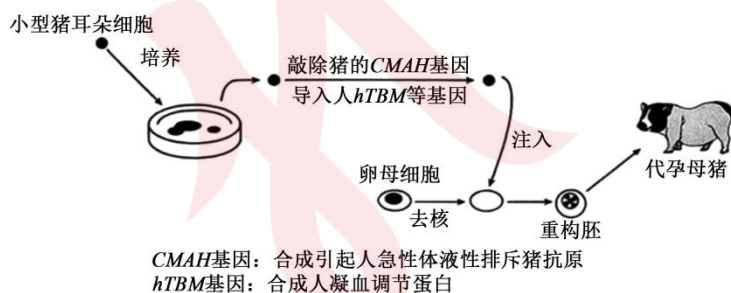 小型猪耳朵细胞
培养
敲除猪的CMAH基因
导入人hTBM等基因
注入
卵母细胞
去核
重构胚
代孕母猪
CMAH基因：合成引起人急性体液性排斥猪抗原
hTBM基因：合成人凝血调节蛋白